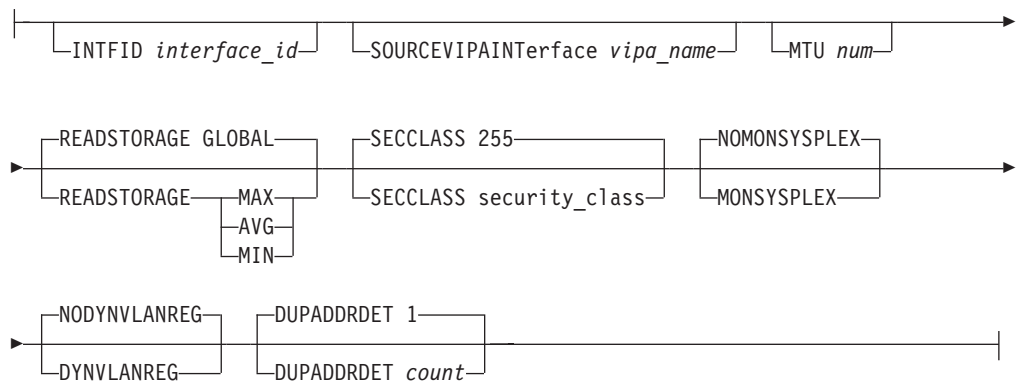 INTFID interface_id SOURCEVIPAINTerface vipa_name MTU num
READSTORAGE GLOBAL SECCLASS 255 NOMONSYSPLEX
READSTORAGE MAX SECCLASS security_class MONSYSPLEX
AVG
MIN
NODYNVLANREG DUPADDRDET 1
DYNVLANREG DUPADDRDET count